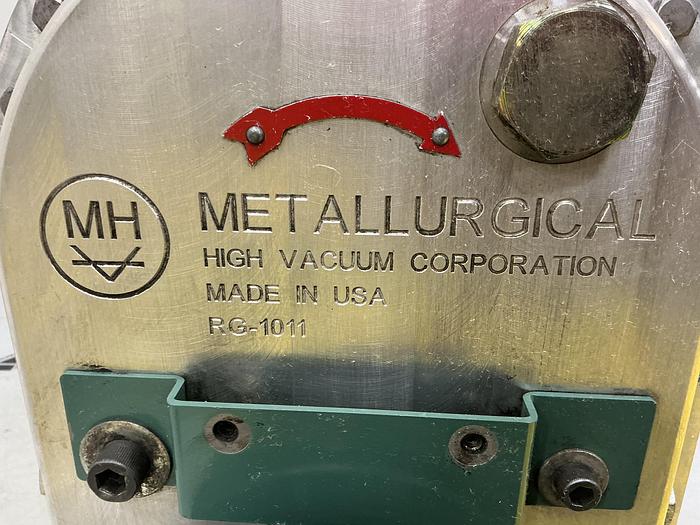 MH
METALLURGICAL
HIGH VACUUM CORPORATION
MADE IN USA
RG-1011